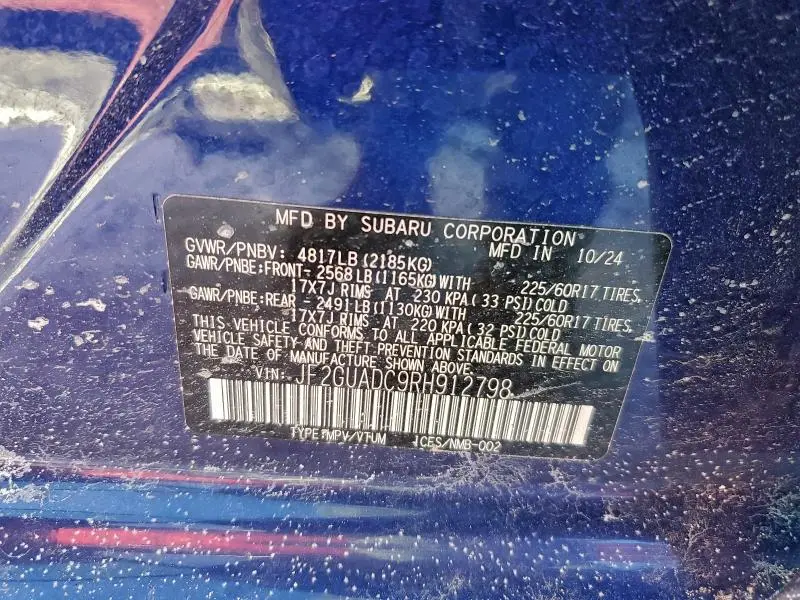 MFD BY SUBARU CORPORATION
GVWR/PNBV: 4817LB(2185KG) MFD IN 10/24
GAWR/PNBE:FRONT- 2568LB(1165KG)WITH 225/60R17 TIRES,
17X7J RIMS AT 230 KPA(33 PSI)COLD
GAWR/PNBE:REAR - 2491LB(1130KG)WITH 225/60R17 TIRES,
17X7J RIMS AT 220 KPA(32 PSI)COLD
THIS VEHICLE CONFORMS TO ALL APPLICABLE FEDERAL MOTOR
VEHICLE SAFETY AND THEFT-PREVENTION STANDARDS IN EFFECT ON
THE DATE OF MANUFACTURE SHOWN ABOVE.
VIN: JF2GUADC9RH912798
TYPE:MPV/VTUM ICES/NMB-002